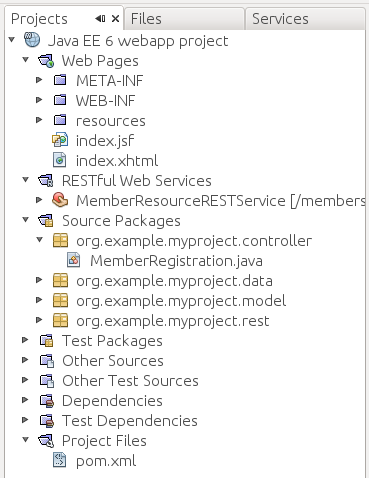 Projects
Files
Services
Java EE 6 webapp project
Web Pages
META-INF
WEB-INF
resources
index.jsf
index.xhtml
RESTful Web Services
MemberResourceRESTService [/members
Source Packages
org.example.myproject.controller
MemberRegistration.java
org.example.myproject.data
org.example.myproject.model
org.example.myproject.rest
Test Packages
Other Sources
Other Test Sources
Dependencies
Test Dependencies
Project Files
pom.xml